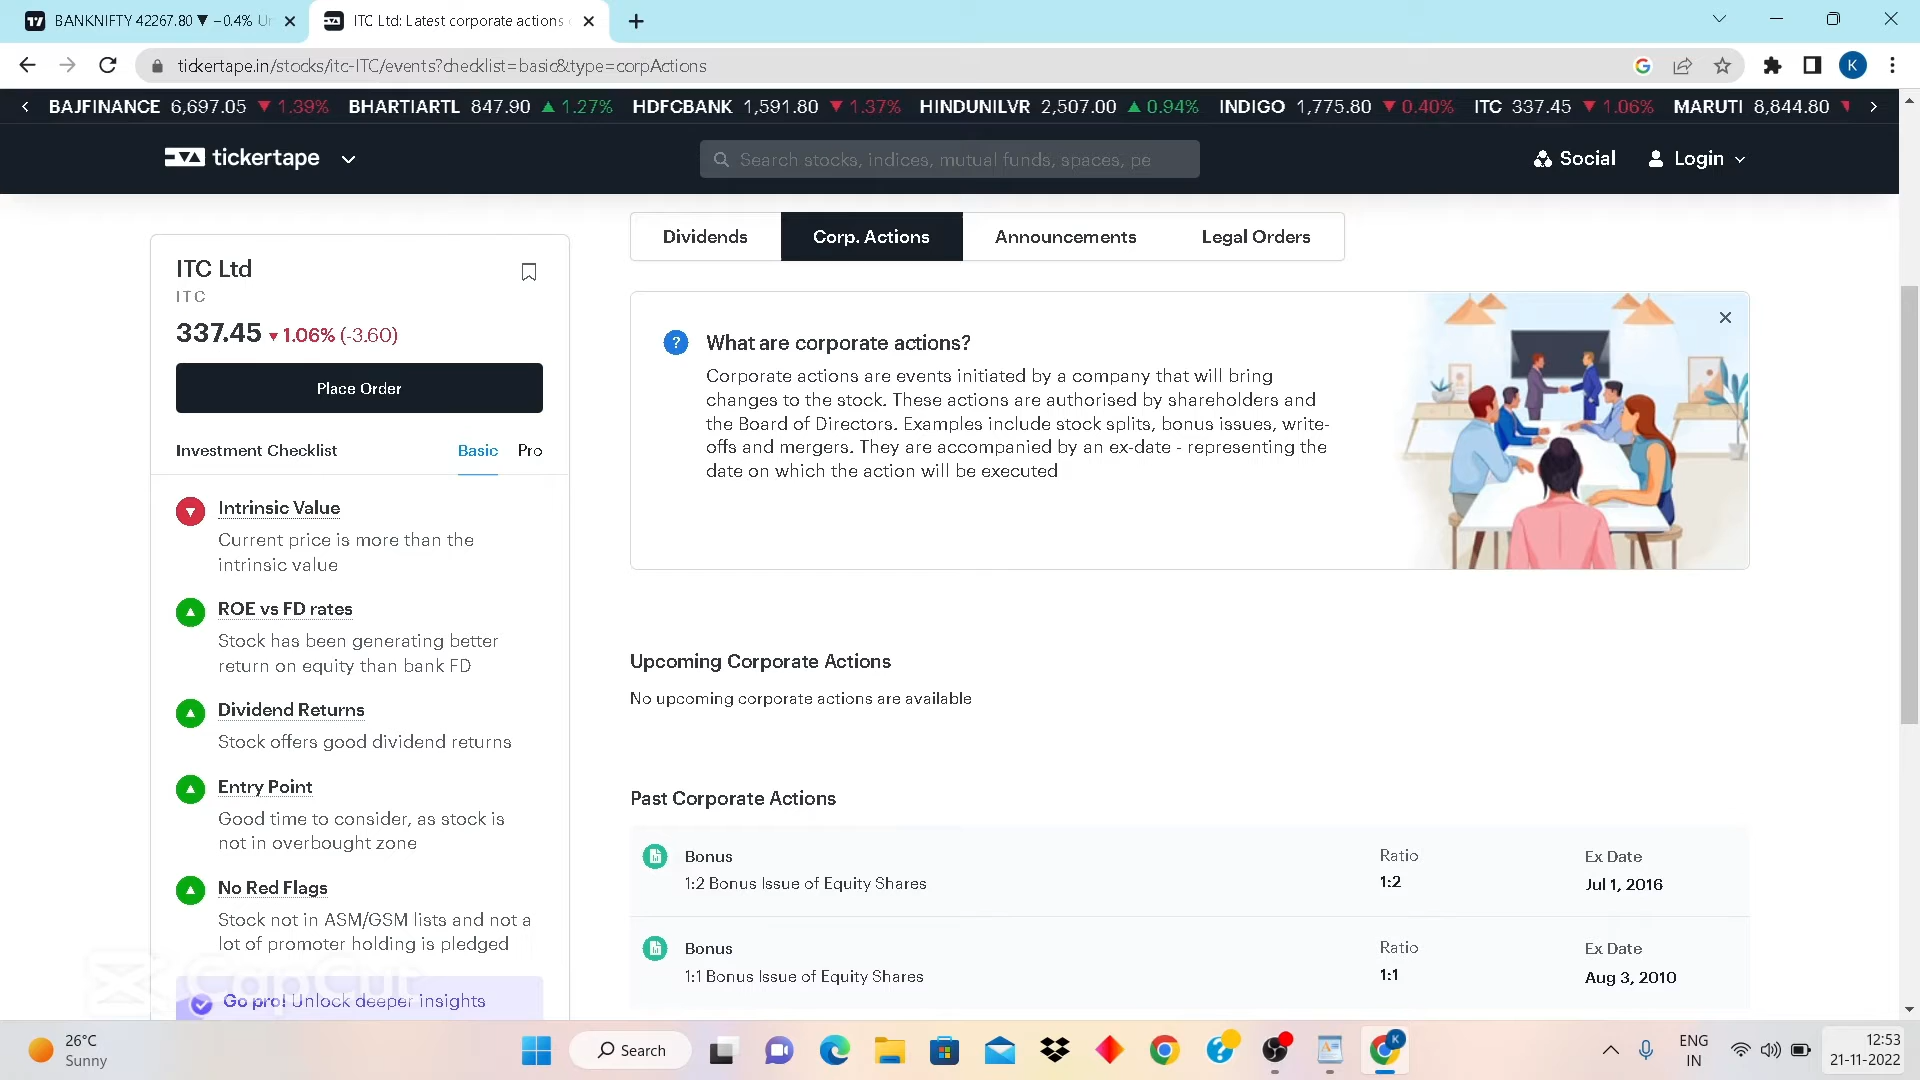 BANKNIFTY 42267.80 ▼ −0.4% Un
ITC Ltd: Latest corporate actions
tickertape.in/stocks/itc-ITC/events?checklist=basic&type=corpActions
K
BAJFINANCE 6,697.05 ▼ 1.39% BHARTIARTL 847.90 ▲ 1.27% HDFCBANK 1,591.80 ▼ 1.37% HINDUNILVR 2,507.00 ▲ 0.94% INDIGO 1,775.80 ▼ 0.40% ITC 337.45 ▼ 1.06% MARUTI 8,844.80 ▼
tickertape
Search stocks, indices, mutual funds, spaces, pe
Social
Login
Dividends
Corp. Actions
Announcements
Legal Orders
ITC Ltd
ITC
337.45 ▼ 1.06% (-3.60)
Place Order
Investment Checklist
Basic
Pro
Intrinsic Value
Current price is more than the
intrinsic value
ROE vs FD rates
Stock has been generating better
return on equity than bank FD
Dividend Returns
Stock offers good dividend returns
Entry Point
Good time to consider, as stock is
not in overbought zone
No Red Flags
Stock not in ASM/GSM lists and not a
lot of promoter holding is pledged
CapCut
Go pro! Unlock deeper insights
What are corporate actions?
Corporate actions are events initiated by a company that will bring
changes to the stock. These actions are authorised by shareholders and
the Board of Directors. Examples include stock splits, bonus issues, write-
offs and mergers. They are accompanied by an ex-date - representing the
date on which the action will be executed
Upcoming Corporate Actions
No upcoming corporate actions are available
Past Corporate Actions
Bonus
1:2 Bonus Issue of Equity Shares
Ratio
1:2
Ex Date
Jul 1, 2016
Bonus
1:1 Bonus Issue of Equity Shares
Ratio
1:1
Ex Date
Aug 3, 2010
26°C
Sunny
Search
K
ENG
IN
12:53
21-11-2022